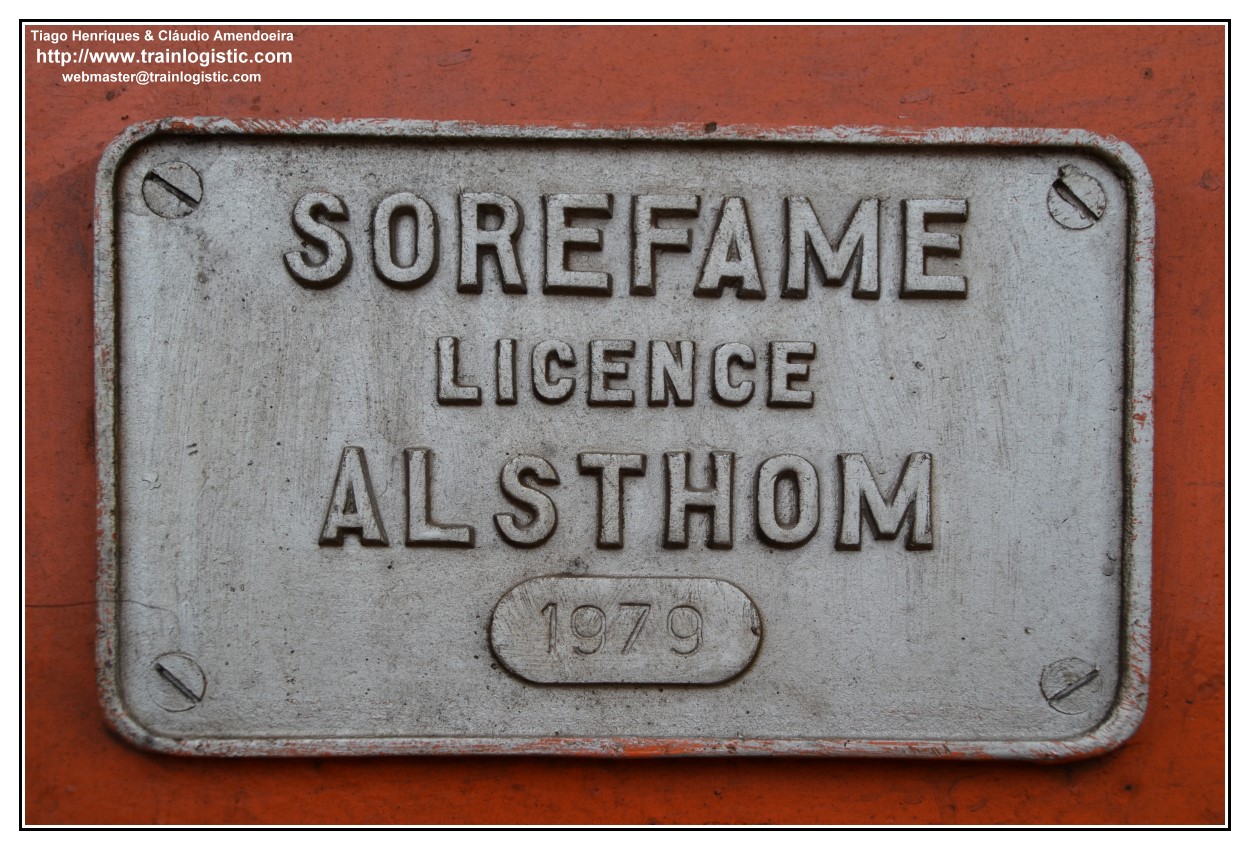 Tiago Henriques & Cláudio Amendoeira
http://www.trainlogistic.com
webmaster@trainlogistic.com
SOREFAME
LICENCE
ALSTHOM
1979